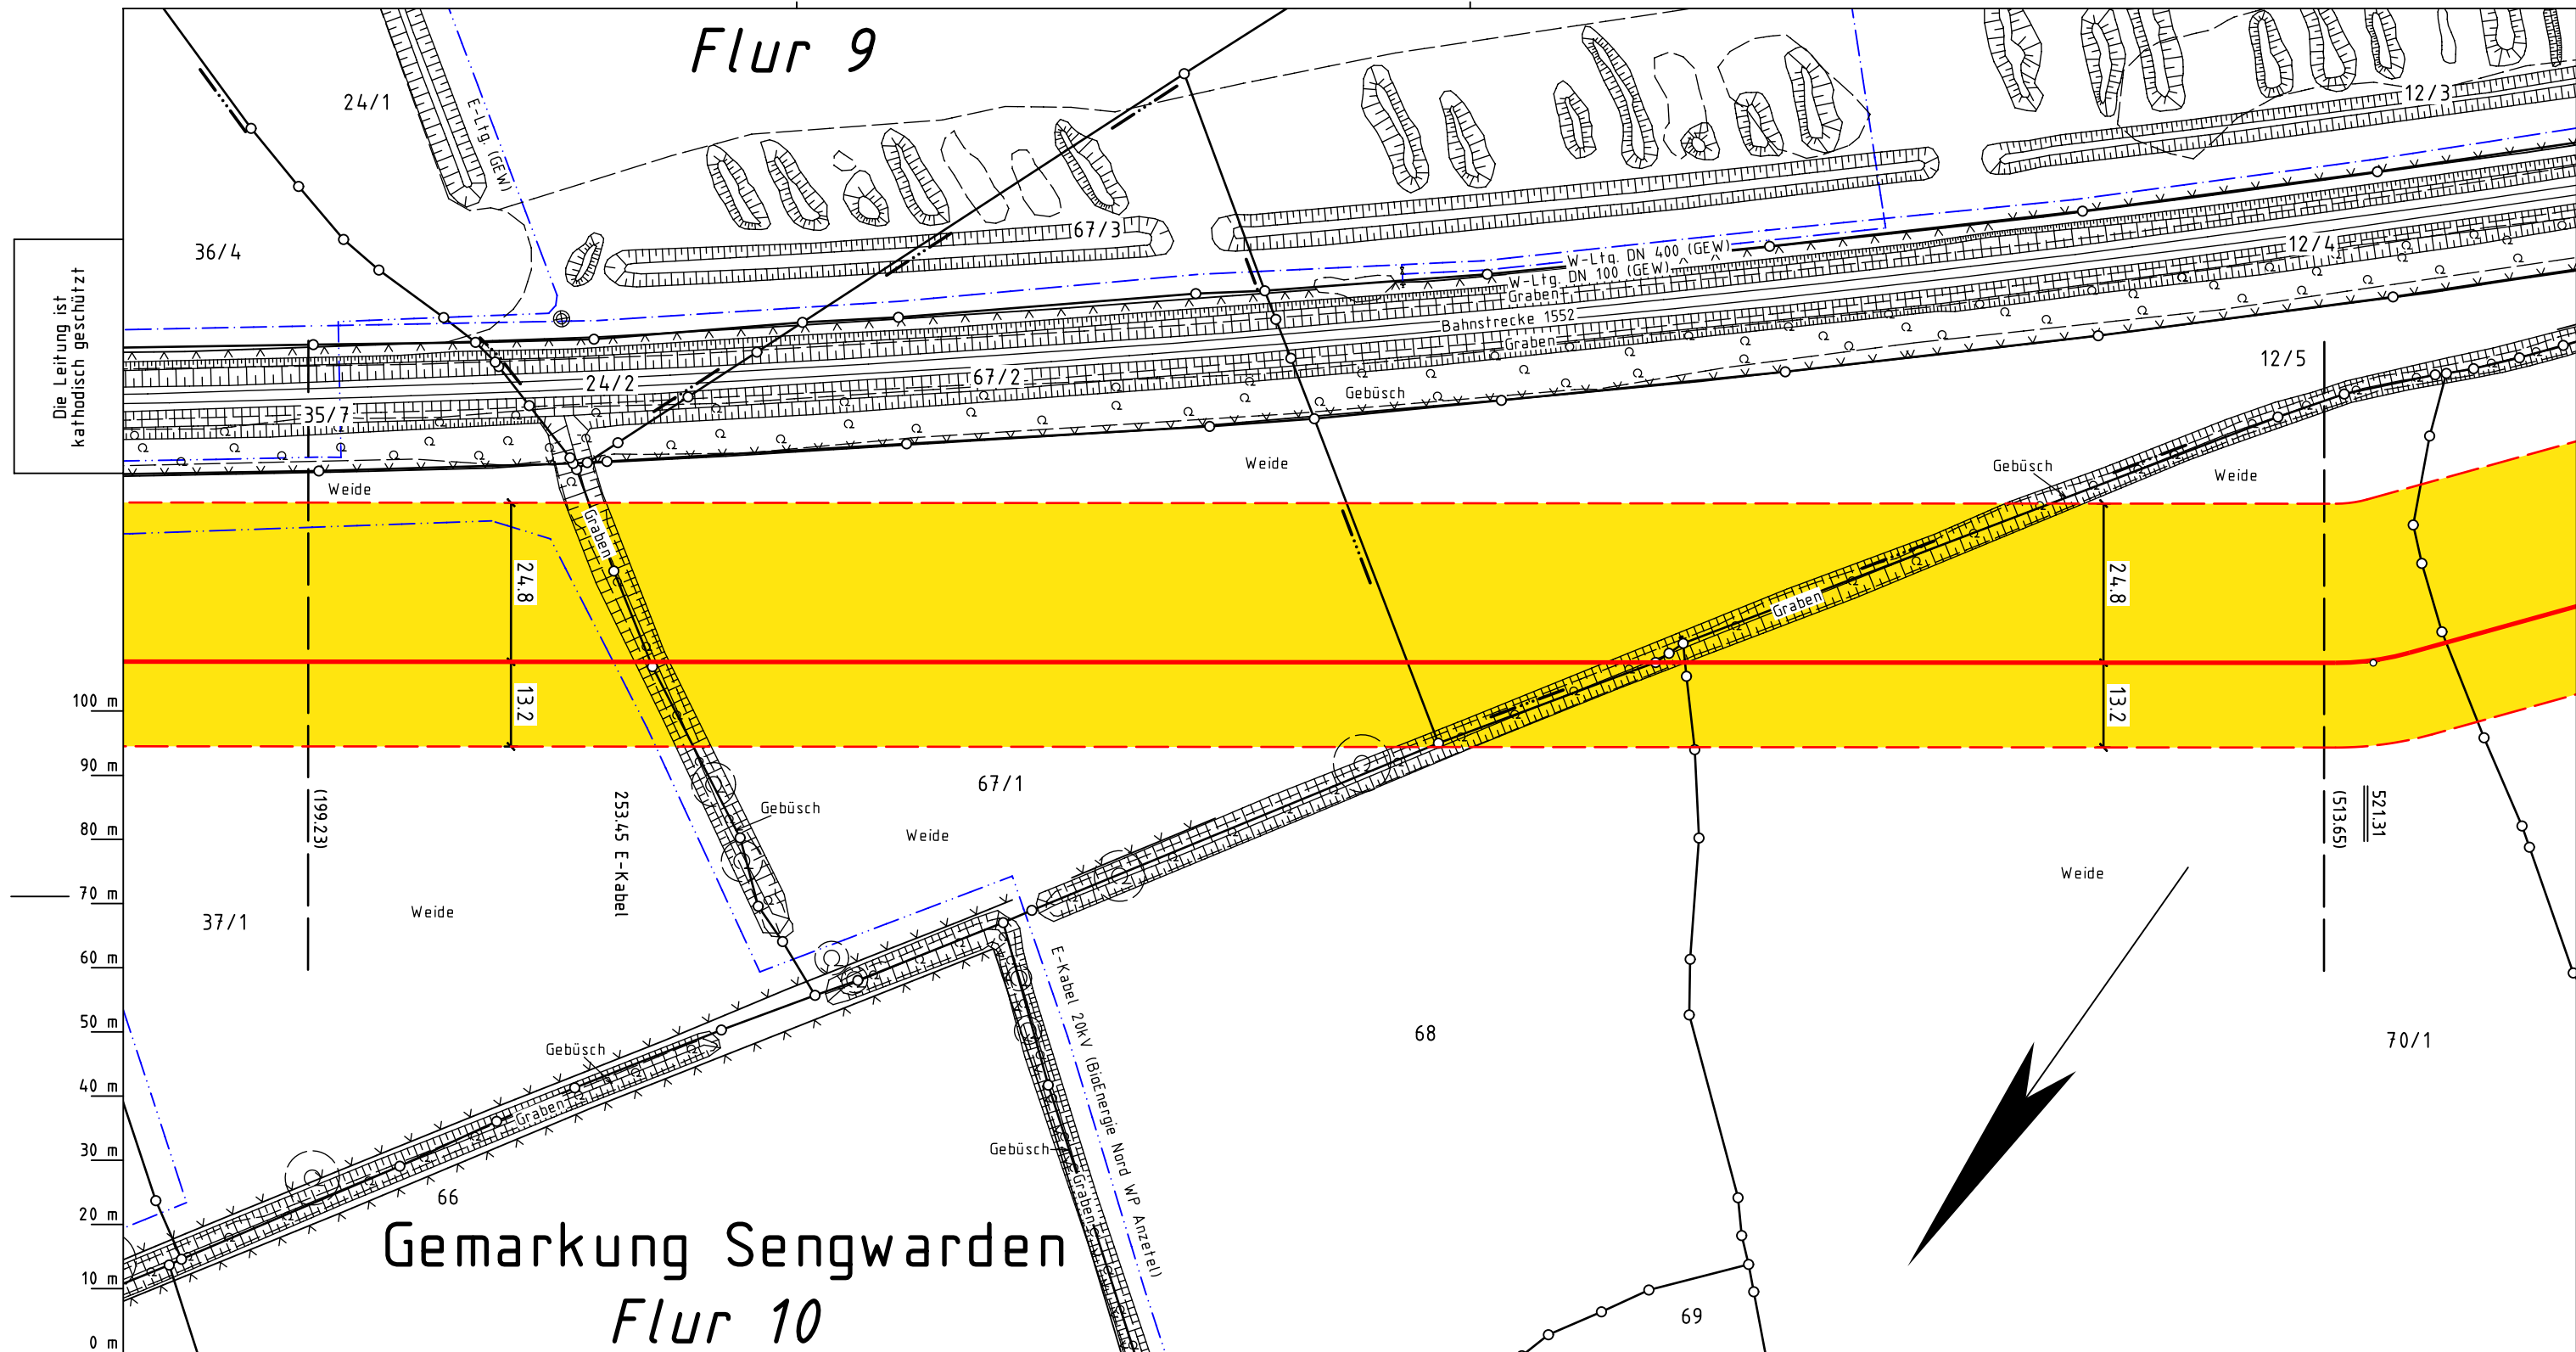 Flur 9
24/1
12/3
E-Ltg. (GEW)
67/3
36/4
12/4
W-Ltg. DN 400 (GEW)
W-Ltg. DN 100 (GEW)
Graben
Bahnstrecke 1552
Graben
Die Leitung ist
kathodisch geschützt
12/5
24/2
67/2
Gebüsch
35/7
Weide
Gebüsch
Weide
Weide
Graben
24.8
24.8
Graben
13.2
13.2
100 m
90 m
80 m
70 m
60 m
50 m
40 m
30 m
20 m
10 m
0 m
67/1
(199.23)
253.45 E-Kabel
Gebüsch
Weide
(513.65)
521.31
Weide
37/1
Weide
E-Kabel 20kV (BioEnergie Nord WP Anzetel)
68
70/1
Gebüsch
Graben
Gebüsch
Graben
66
Gemarkung Sengwarden
Flur 10
69